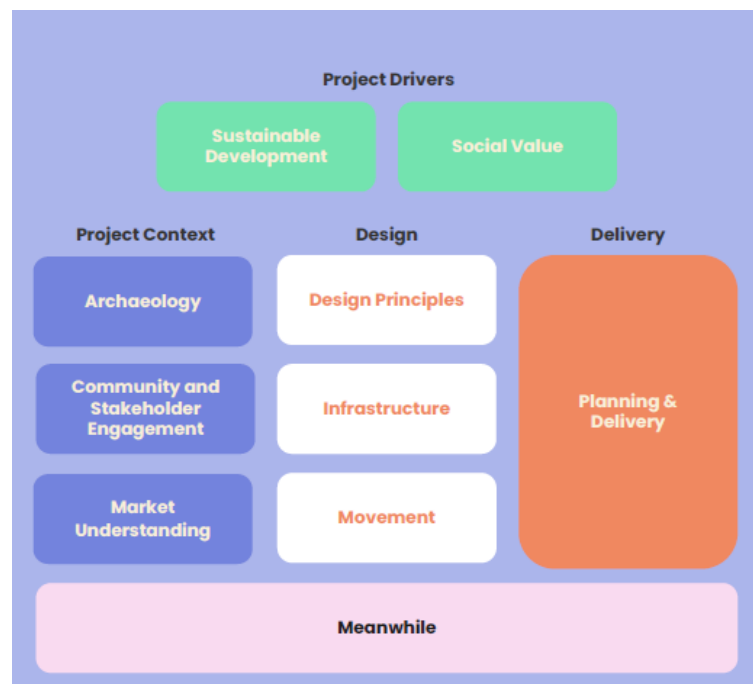 Project Drivers
Sustainable
Development
Social Value
Project Context
Archaeology
Community and
Stakeholder
Engagement
Market
Understanding
Design
Design Principles
Infrastructure
Movement
Delivery
Planning &
Delivery
Meanwhile